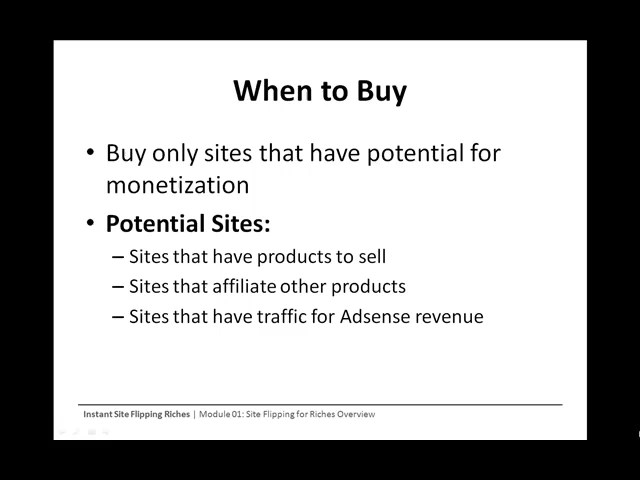 When to Buy
• Buy only sites that have potential for
monetization
• Potential Sites:
– Sites that have products to sell
– Sites that affiliate other products
– Sites that have traffic for Adsense revenue
Instant Site Flipping Riches | Module 01: Site Flipping for Riches Overview